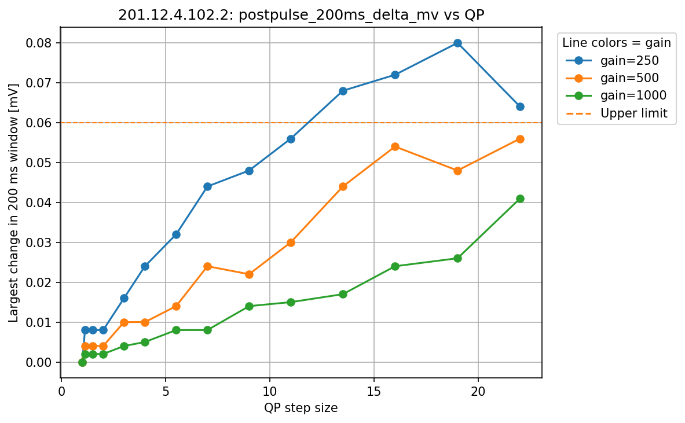 201.12.4.102.2: postpulse_200ms_delta_mv vs QP
Largest change in 200 ms window [mV]
0.08
0.07
0.06
0.05
0.04
0.03
0.02
0.01
0.00
0
5
10
15
20
QP step size
Line colors = gain
gain=250
gain=500
gain=1000
Upper limit